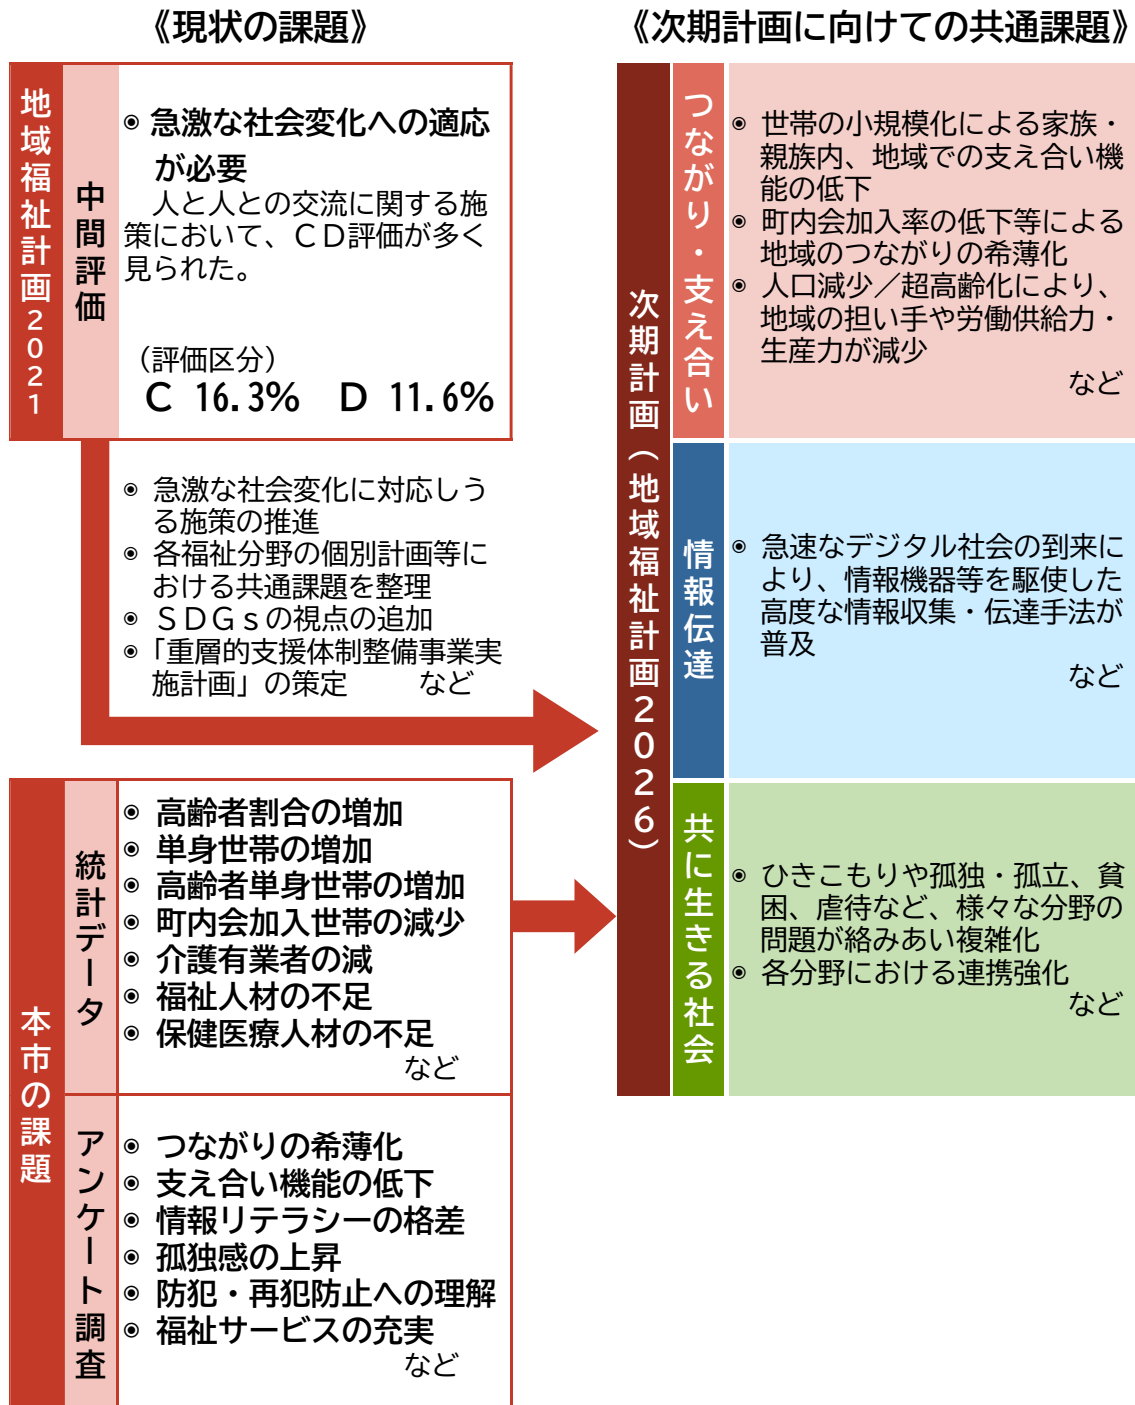 《現状の課題》
地域福祉計画2021
中間評価
◉ 急激な社会変化への適応
が必要
人と人との交流に関する施
策において、ＣＤ評価が多く
見られた。
（評価区分）
Ｃ 16.3%　Ｄ 11.6%
◉ 急激な社会変化に対応しう
る施策の推進
◉ 各福祉分野の個別計画等に
おける共通課題を整理
◉ ＳＤＧｓの視点の追加
◉ 「重層的支援体制整備事業実
施計画」の策定　　など
本市の課題
統計データ
◉ 高齢者割合の増加
◉ 単身世帯の増加
◉ 高齢者単身世帯の増加
◉ 町内会加入世帯の減少
◉ 介護有業者の減
◉ 福祉人材の不足
◉ 保健医療人材の不足
など
アンケート調査
◉ つながりの希薄化
◉ 支え合い機能の低下
◉ 情報リテラシーの格差
◉ 孤独感の上昇
◉ 防犯・再犯防止への理解
◉ 福祉サービスの充実
など
《次期計画に向けての共通課題》
次期計画（地域福祉計画2026）
つながり・支え合い
◉ 世帯の小規模化による家族・
親族内、地域での支え合い機
能の低下
◉ 町内会加入率の低下等による
地域のつながりの希薄化
◉ 人口減少／超高齢化により、
地域の担い手や労働供給力・
生産力が減少
など
情報伝達
◉ 急速なデジタル社会の到来に
より、情報機器等を駆使した
高度な情報収集・伝達手法が
普及
など
共に生きる社会
◉ ひきこもりや孤独・孤立、貧
困、虐待など、様々な分野の
問題が絡みあい複雑化
◉ 各分野における連携強化
など